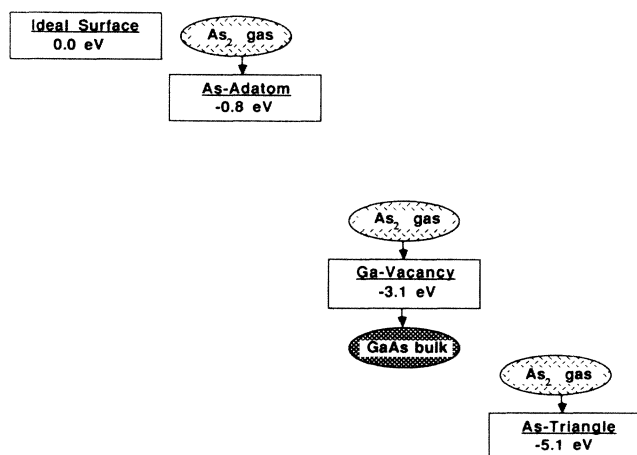 Ideal Surface
0.0 eV
As₂ gas
As-Adatom
-0.8 eV
As₂ gas
Ga-Vacancy
-3.1 eV
GaAs bulk
As₂ gas
As-Triangle
-5.1 eV